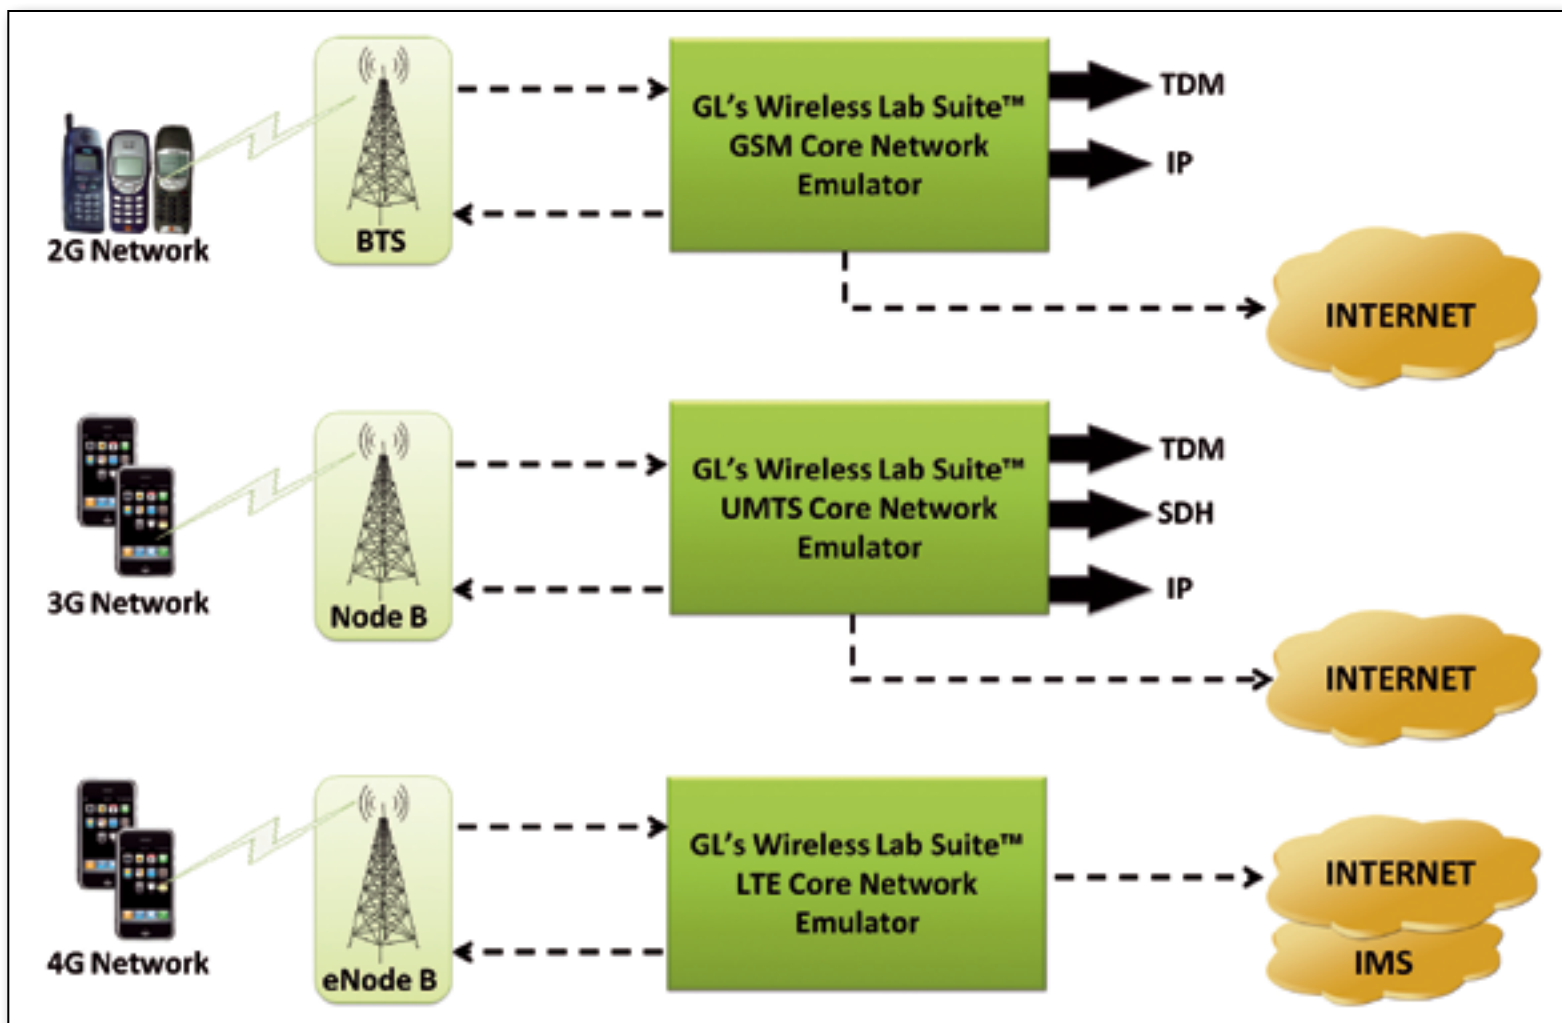 GL's Wireless Lab Suite™
GSM Core Network
Emulator
TDM
IP
BTS
2G Network
INTERNET
GL's Wireless Lab Suite™
UMTS Core Network
Emulator
TDM
SDH
IP
Node B
3G Network
INTERNET
GL's Wireless Lab Suite™
LTE Core Network
Emulator
INTERNET
IMS
4G Network
eNode B